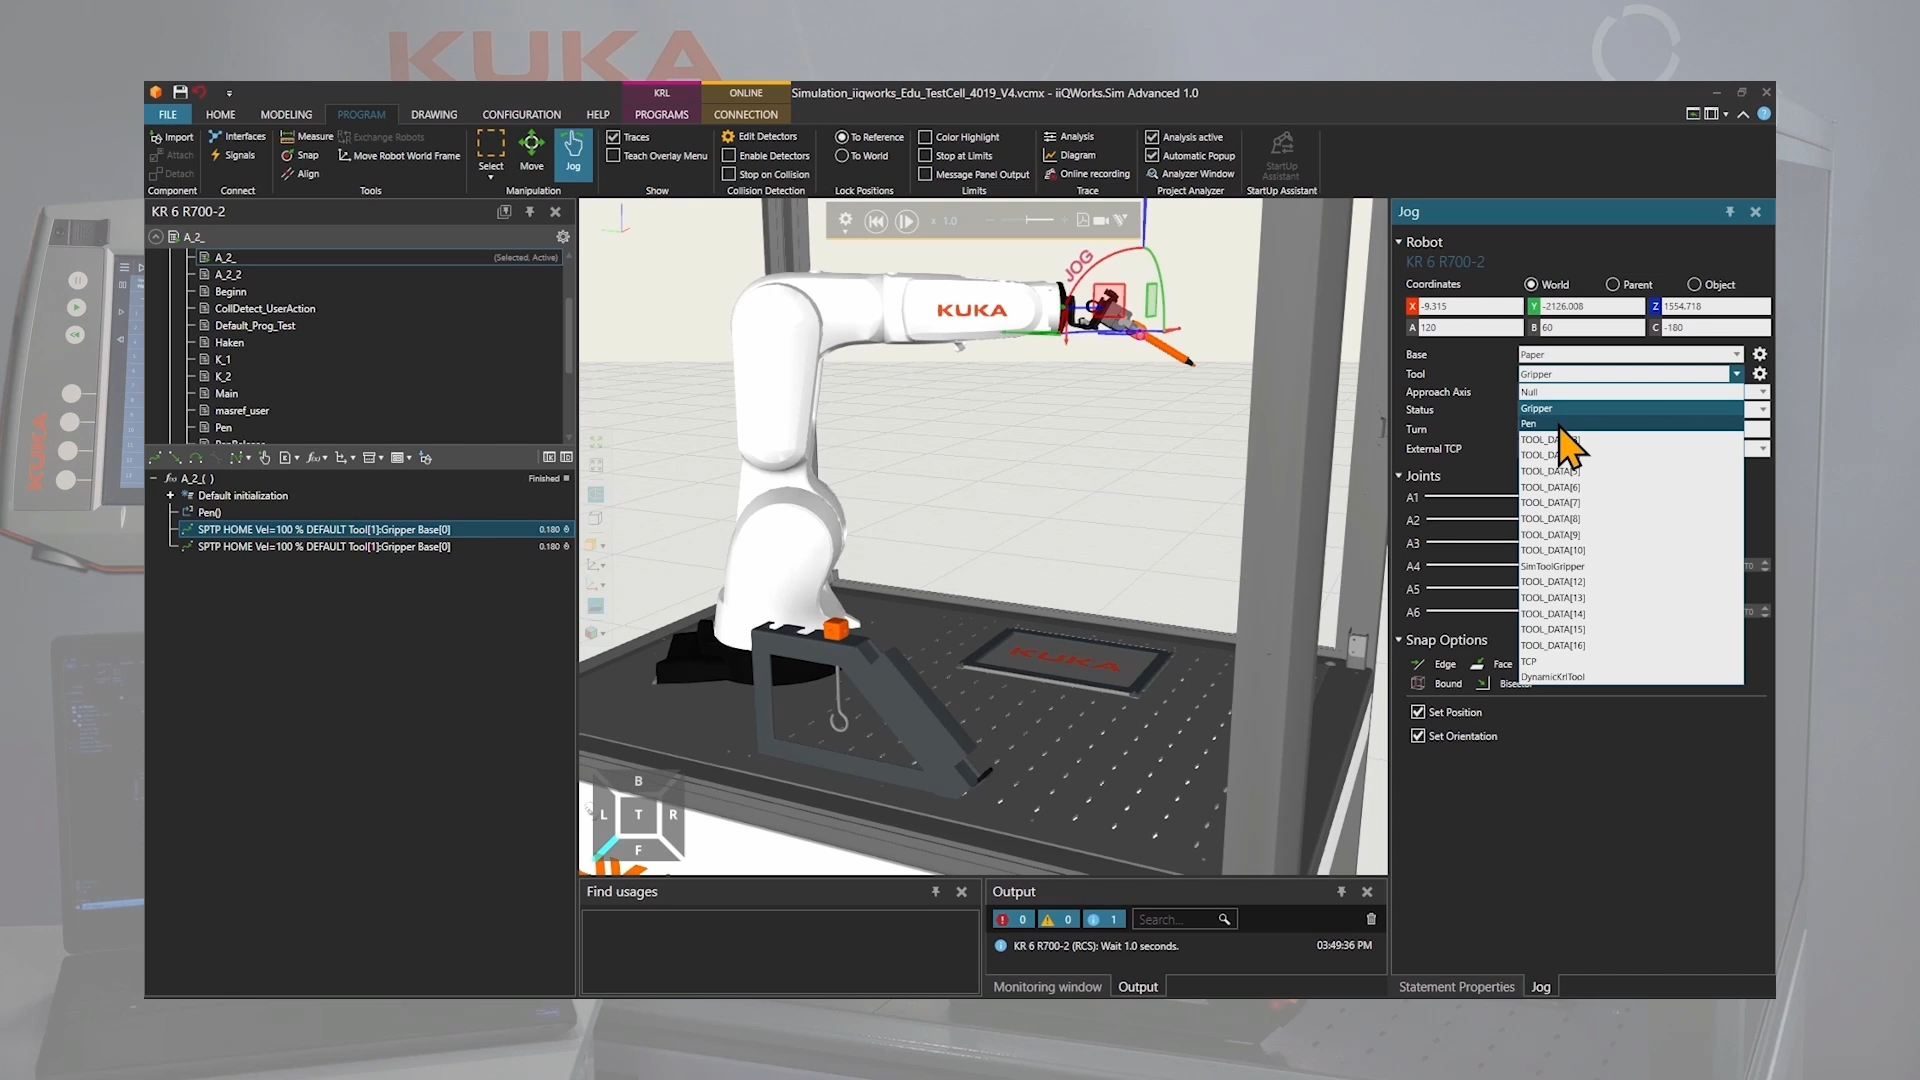 KUKA
KRL
ONLINE
Simulation_iiqworks_Edu_TestCell_4019_V4.vcmx - iiQWorks.Sim Advanced 1.0
FILE HOME MODELING PROGRAM DRAWING CONFIGURATION HELP PROGRAMS CONNECTION
Import Interfaces Measure Exchange Robots Traces Edit Detectors To Reference Color Highlight Analysis Analysis active
Attach Signals Snap Move Robot World Frame Select Move Jog Teach Overlay Menu Enable Detectors To World Stop at Limits Diagram Automatic Popup StartUp Assistant
Detach Align Stop on Collision Message Panel Output Online recording Analyzer Window
Component Connect Tools Manipulation Show Collision Detection Lock Positions Limits Trace Project Analyzer StartUp Assistant
KR 6 R700-2
A_2_
A_2_ (Selected, Active)
A_2_2
Beginn
CollDetect_UserAction
Default_Prog_Test
Haken
K_1
K_2
Main
masref_user
Pen
A_2_( ) Finished
Default initialization
Pen()
SPTP HOME Vel=100 % DEFAULT Tool[1]:Gripper Base[0] 0.180
SPTP HOME Vel=100 % DEFAULT Tool[1]:Gripper Base[0] 0.180
x 1.0
JOG
KUKA
KUKA
B
L T R
F
Find usages
Output
0 0 1 Search...
KR 6 R700-2 (RCS): Wait 1.0 seconds. 03:49:36 PM
Monitoring window Output
Jog
Robot
KR 6 R700-2
Coordinates World Parent Object
X -9.315 Y -2126.008 Z 1554.718
A 120 B 60 C -180
Base Paper
Tool Gripper
Approach Axis
Status
Turn
External TCP
Null
Gripper
Pen
TOOL_DA
TOOL_DA
TOOL_DATA[5]
TOOL_DATA[6]
TOOL_DATA[7]
TOOL_DATA[8]
TOOL_DATA[9]
TOOL_DATA[10]
SimToolGripper
TOOL_DATA[12]
TOOL_DATA[13]
TOOL_DATA[14]
TOOL_DATA[15]
TOOL_DATA[16]
TCP
DynamicKrlTool
Joints
A1
A2
A3
A4 T0
A5
A6 T0
Snap Options
Edge Face
Bound
Set Position
Set Orientation
Statement Properties Jog
KUKA